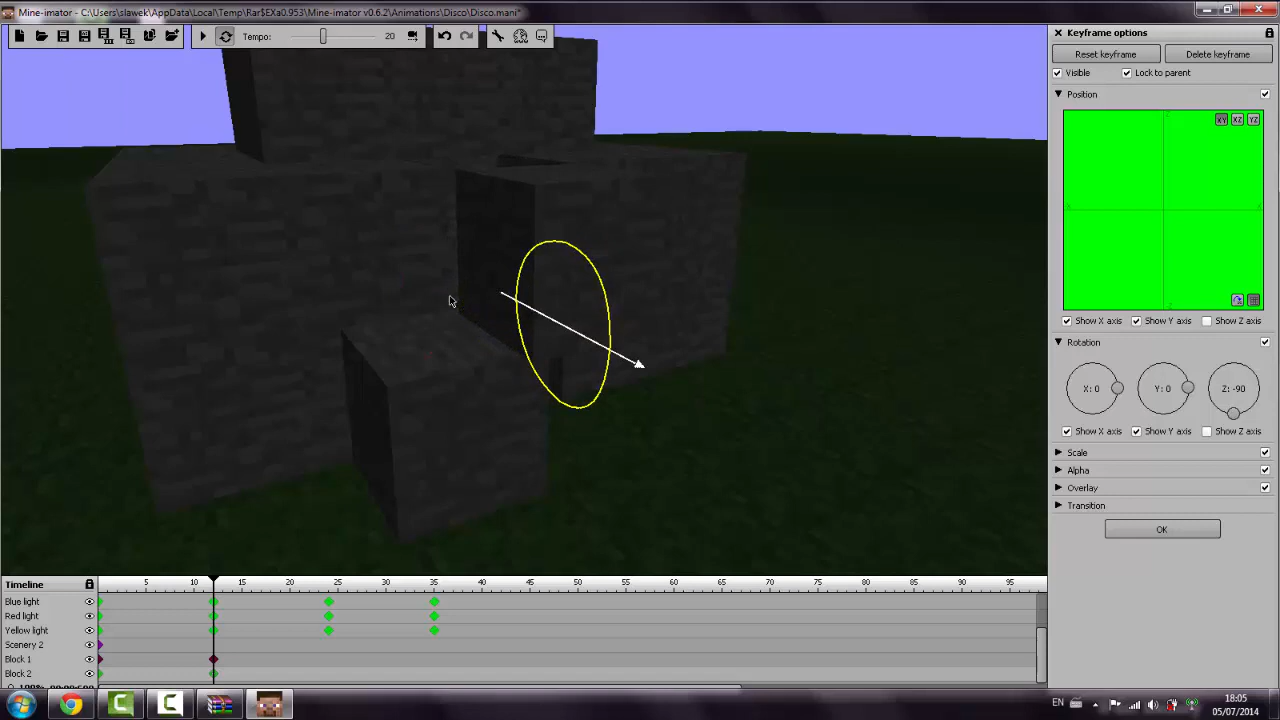 Mine-imator - C:\Users\slawek\AppData\Local\Temp\Rar$EXa0.953\Mine-imator v0.6.2\Animations\Disco\Disco.mani*
Tempo: 20
Keyframe options
Reset keyframe Delete keyframe
Visible Lock to parent
Position
XY XZ YZ
Show X axis Show Y axis Show Z axis
Rotation
X: 0 Y: 0 Z: -90
Show X axis Show Y axis Show Z axis
Scale
Alpha
Overlay
Transition
OK
Timeline 5 10 15 20 25 30 35 40 45 50 55 60 65 70 75 80 85 90 95
Blue light
Red light
Yellow light
Scenery 2
Block 1
Block 2
EN
18:05
05/07/2014